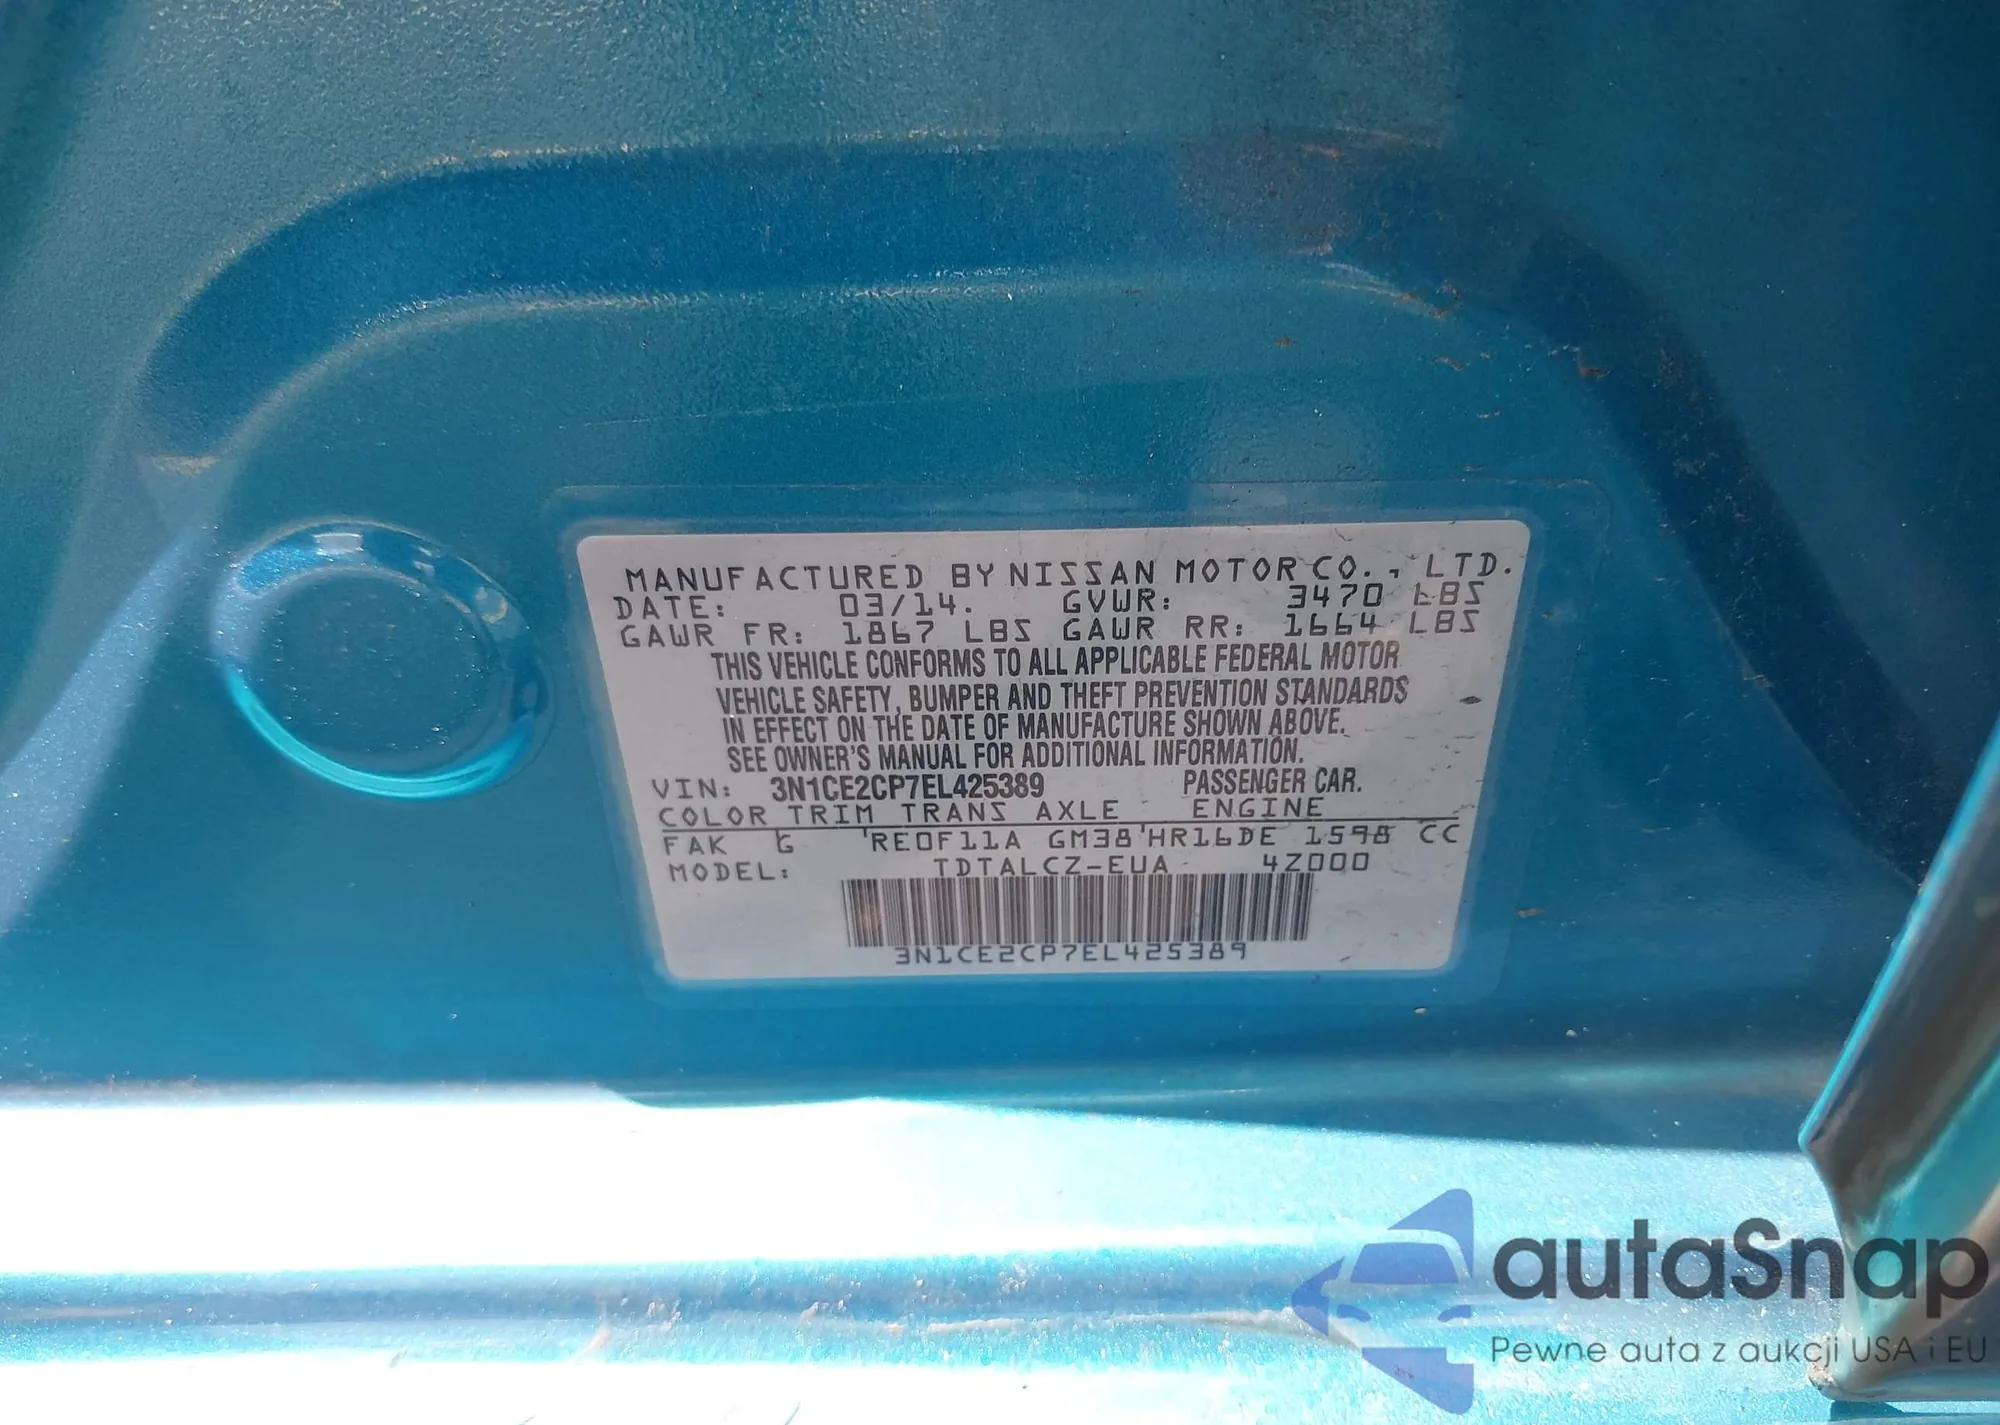 MANUFACTURED BY NISSAN MOTOR CO., LTD.
DATE: 03/14. GVWR: 3470 LBS
GAWR FR: 1867 LBS GAWR RR: 1664 LBS
THIS VEHICLE CONFORMS TO ALL APPLICABLE FEDERAL MOTOR
VEHICLE SAFETY, BUMPER AND THEFT PREVENTION STANDARDS
IN EFFECT ON THE DATE OF MANUFACTURE SHOWN ABOVE.
SEE OWNER'S MANUAL FOR ADDITIONAL INFORMATION.
VIN: 3N1CE2CP7EL425389 PASSENGER CAR.
COLOR TRIM TRANS AXLE ENGINE
FAK G 'RE0F11A GM38'HR16DE 1598 CC
MODEL: TDTALCZ-EUA 4Z000
3N1CE2CP7EL425389
autaSnap
Pewne auta z aukcji USA i EU